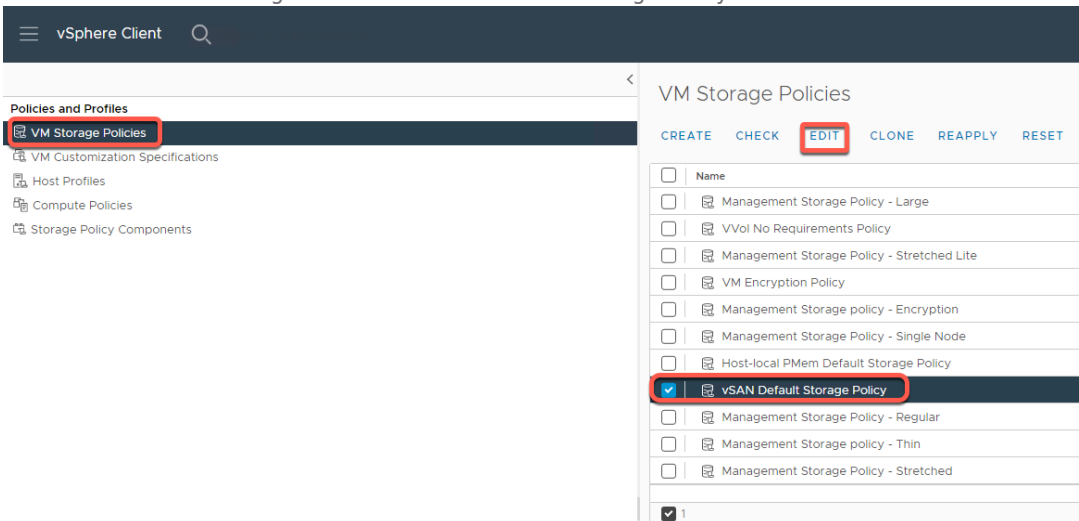 vSphere Client
Policies and Profiles
VM Storage Policies
VM Customization Specifications
Host Profiles
Compute Policies
Storage Policy Components
VM Storage Policies
CREATE CHECK EDIT CLONE REAPPLY RESET
Name
Management Storage Policy - Large
VVol No Requirements Policy
Management Storage Policy - Stretched Lite
VM Encryption Policy
Management Storage policy - Encryption
Management Storage Policy - Single Node
Host-local PMem Default Storage Policy
vSAN Default Storage Policy
Management Storage Policy - Regular
Management Storage policy - Thin
Management Storage Policy - Stretched
1